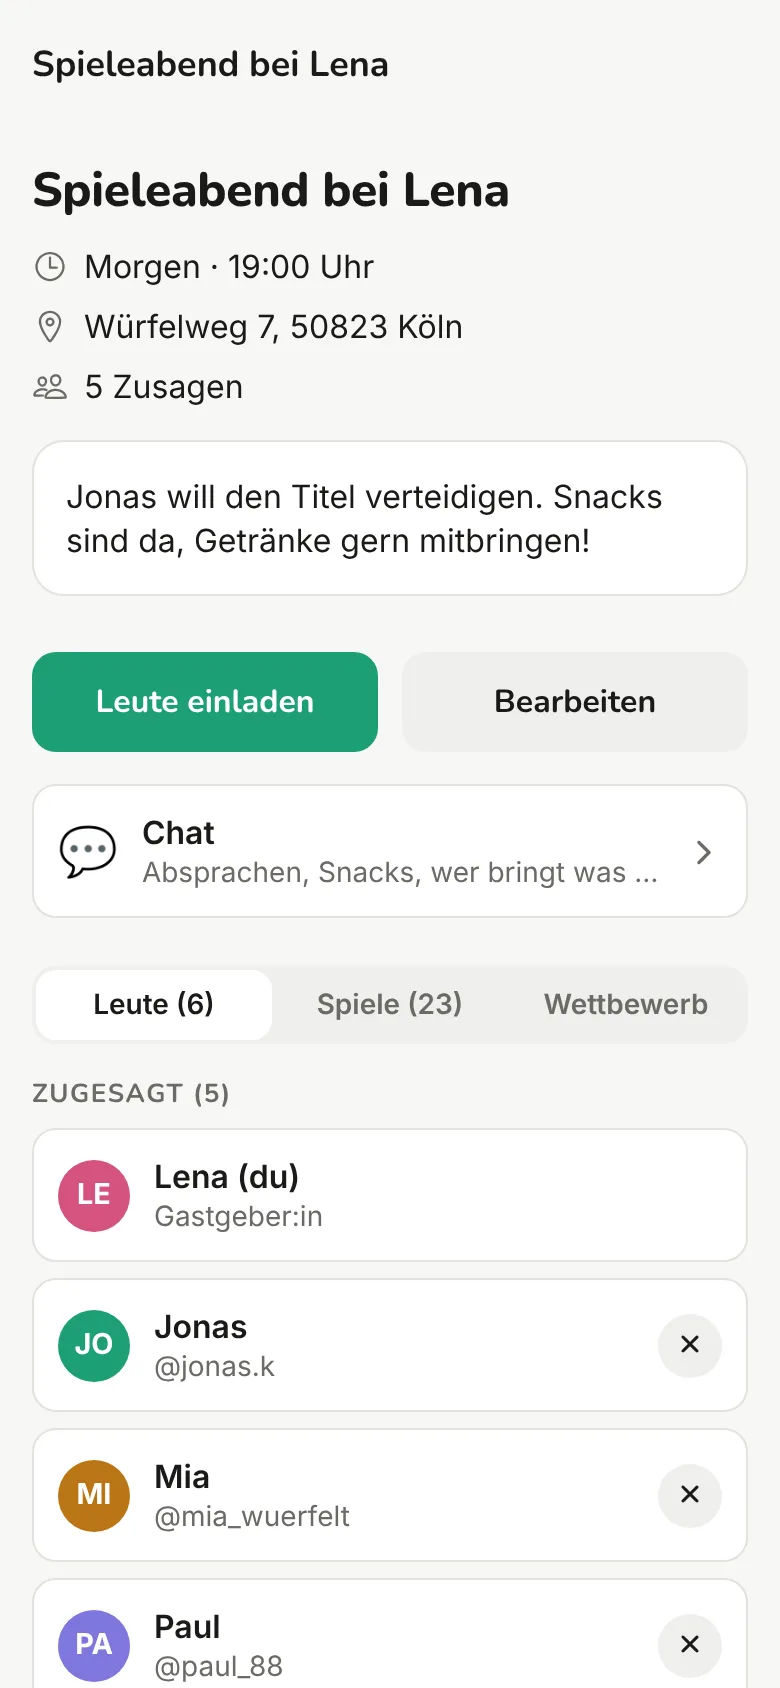 Spieleabend bei Lena
Spieleabend bei Lena
Morgen · 19:00 Uhr
Würfelweg 7, 50823 Köln
5 Zusagen
Jonas will den Titel verteidigen. Snacks
sind da, Getränke gern mitbringen!
Leute einladen
Bearbeiten
Chat
Absprachen, Snacks, wer bringt was ...
Leute (6)
Spiele (23)
Wettbewerb
ZUGESAGT (5)
LE
Lena (du)
Gastgeber:in
JO
Jonas
@jonas.k
MI
Mia
@mia_wuerfelt
PA
Paul
@paul_88